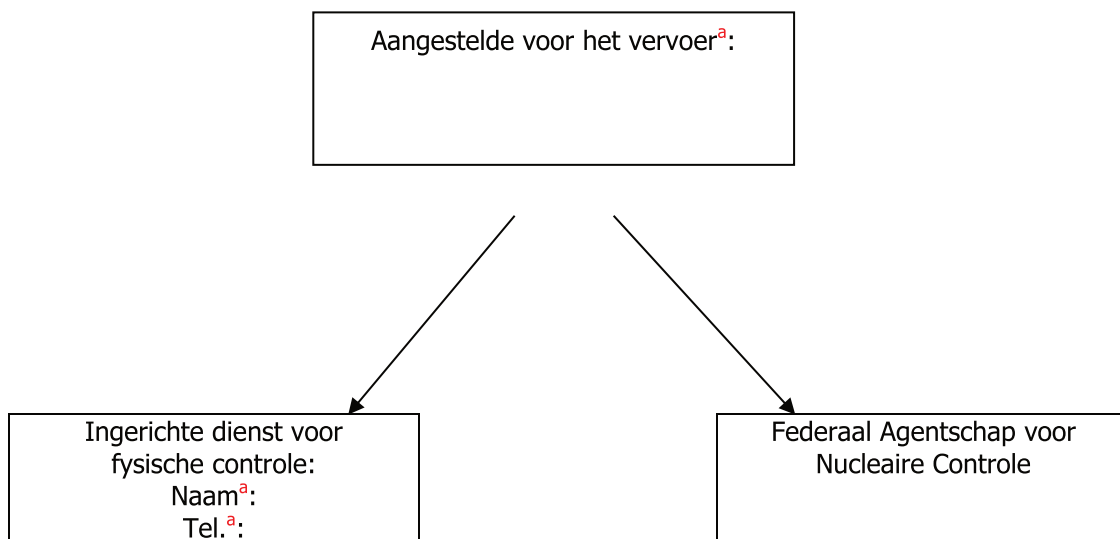 Aangestelde voor het vervoerᵃ:
Ingerichte dienst voor
fysische controle:
Naamᵃ:
Tel.ᵃ:
Federaal Agentschap voor
Nucleaire Controle